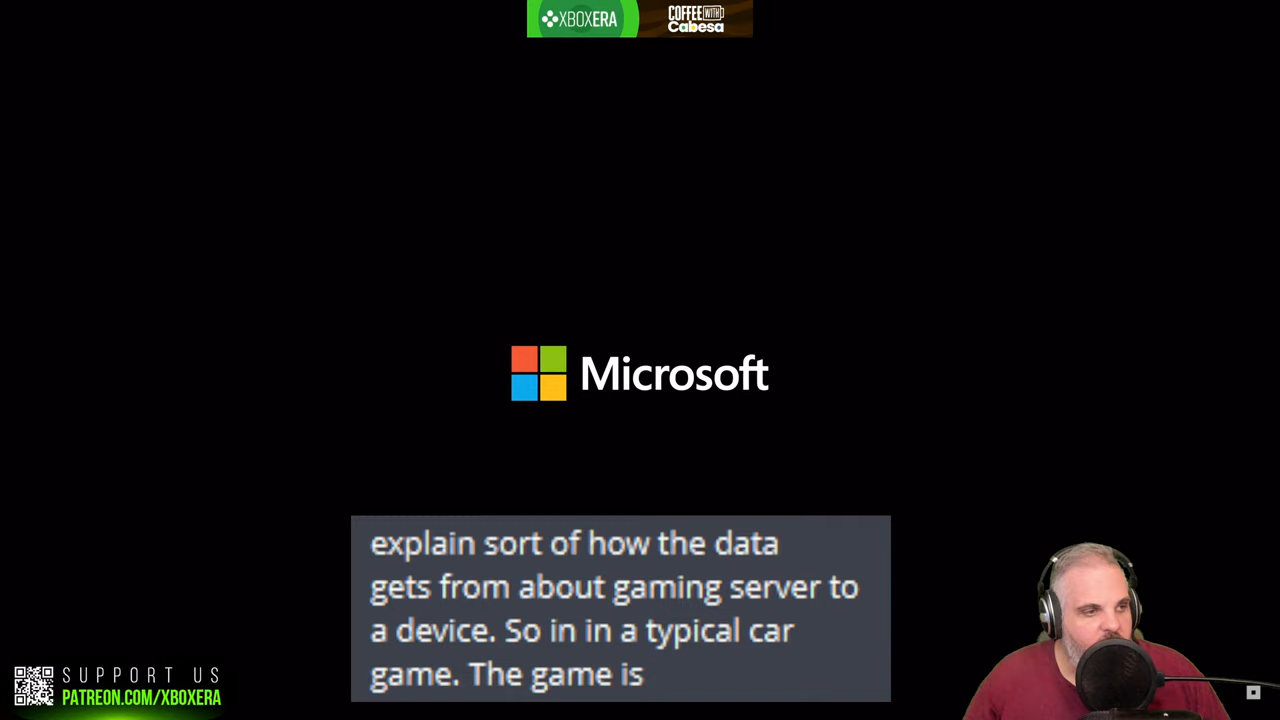 XBOXERA
COFFEE WITH
Cabesa
Microsoft
explain sort of how the data
gets from about gaming server to
a device. So in in a typical car
game. The game is
SUPPORT US
PATREON.COM/XBOXERA